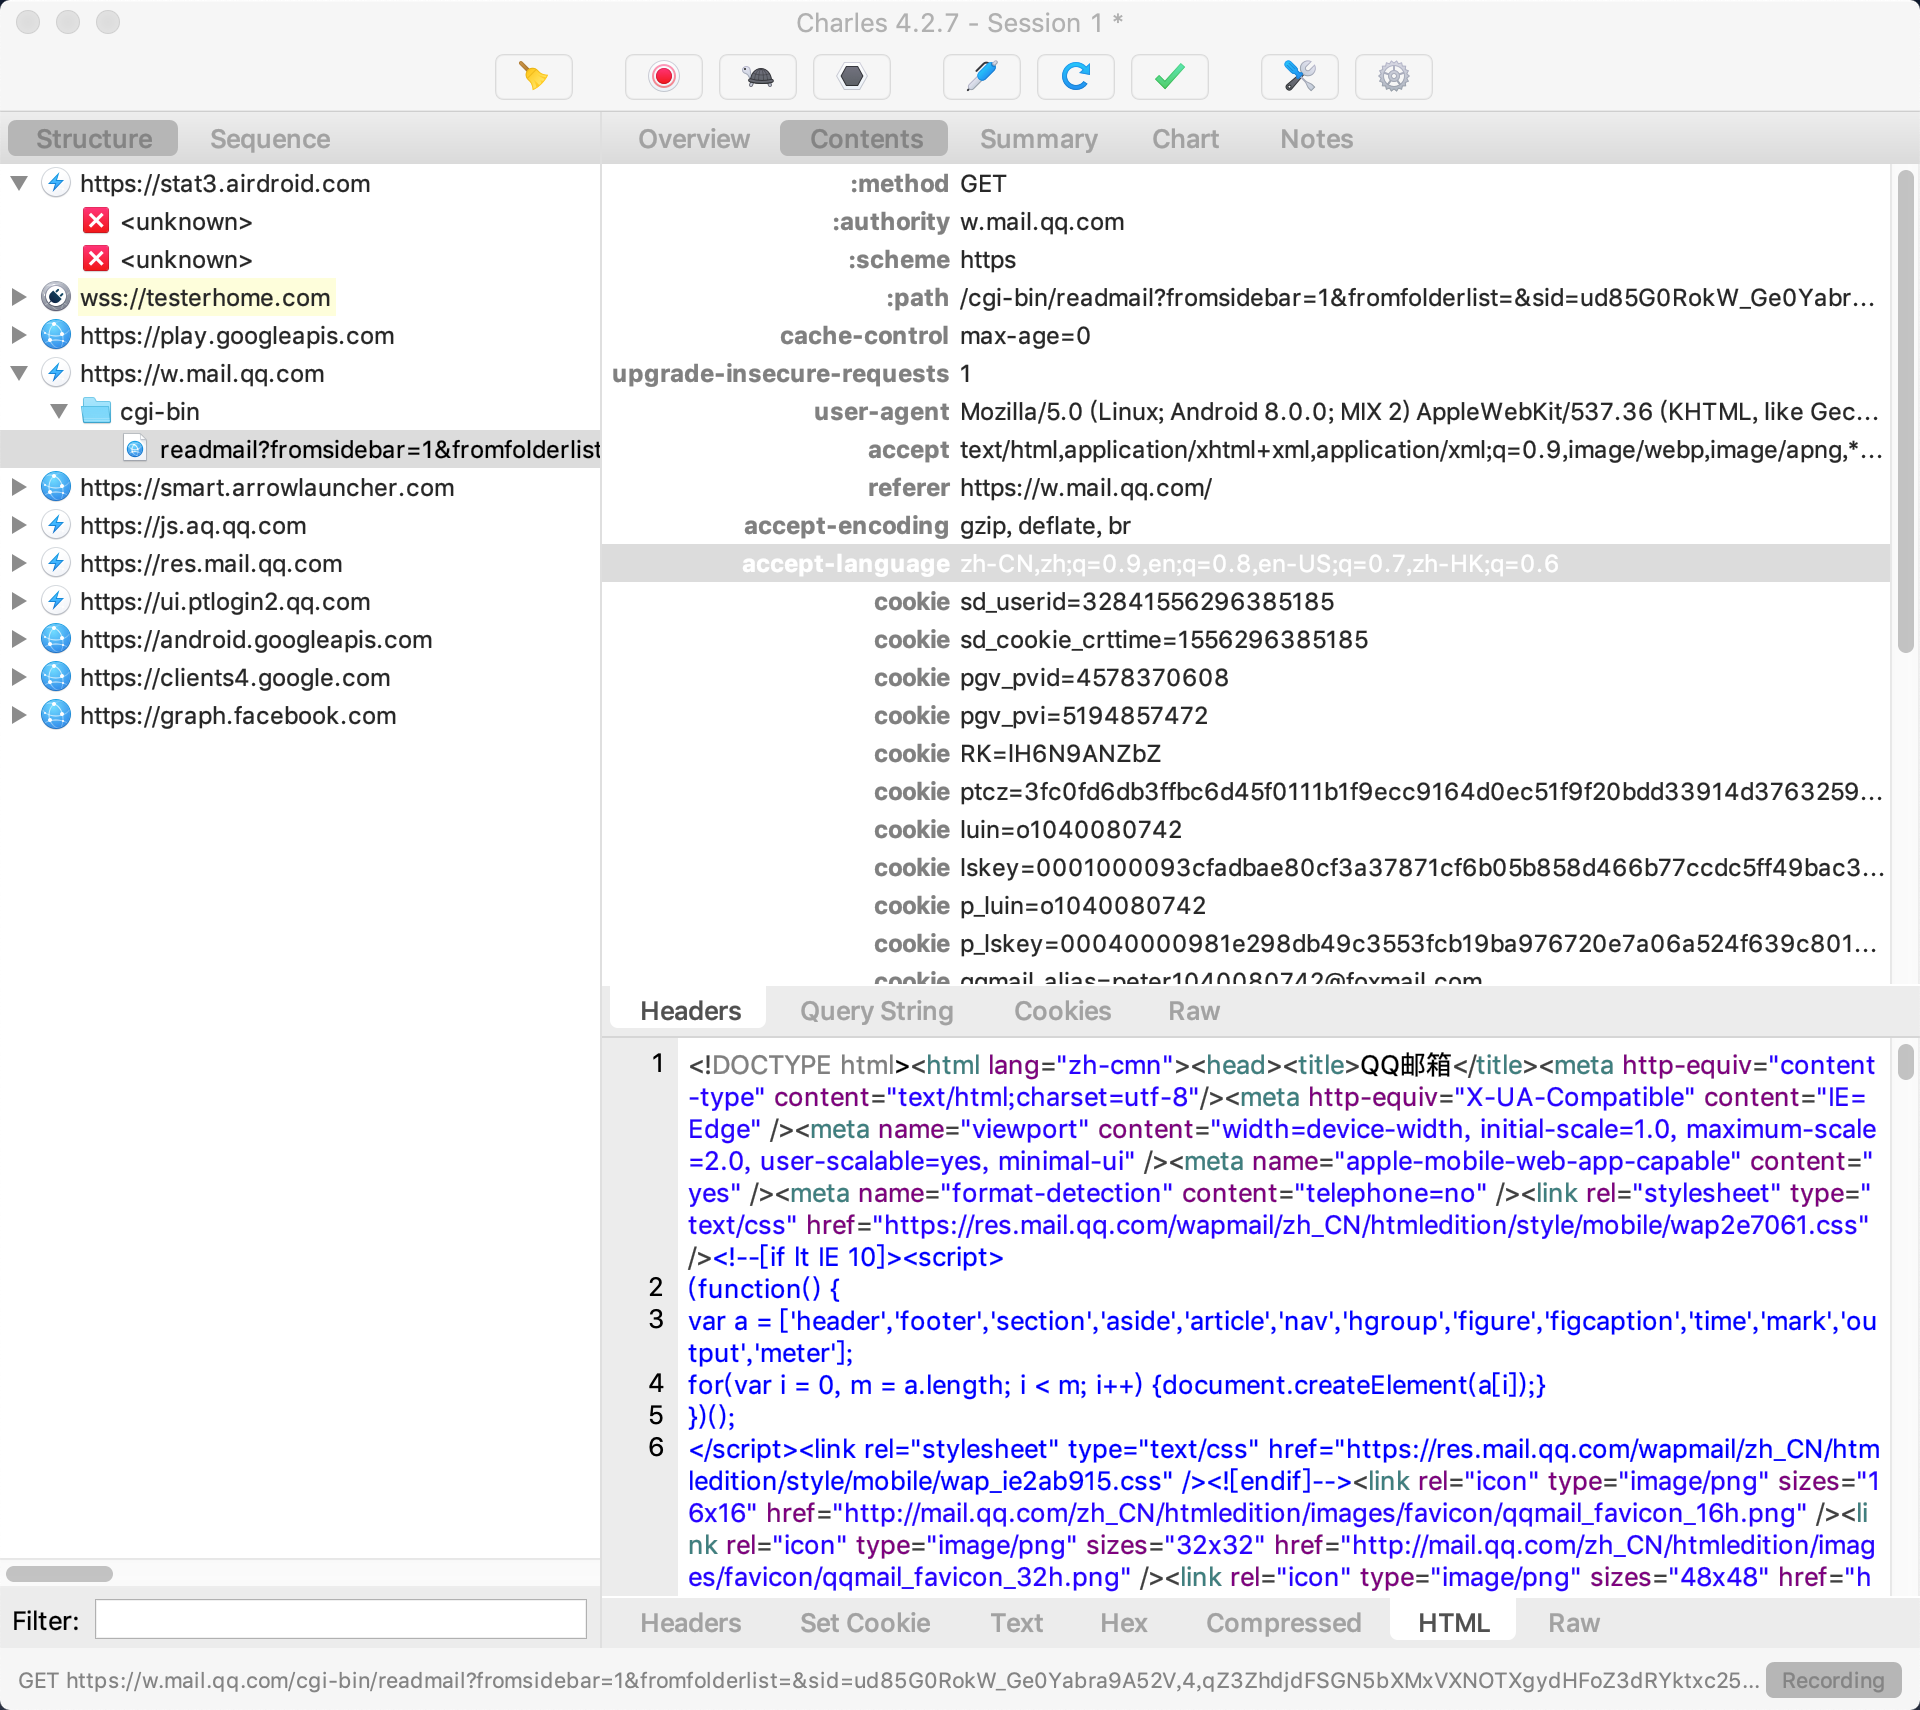 Charles 4.2.7 - Session 1 *
Structure
Sequence
Overview
Contents
Summary
Chart
Notes
https://stat3.airdroid.com
<unknown>
<unknown>
wss://testerhome.com
https://play.googleapis.com
https://w.mail.qq.com
cgi-bin
readmail?fromsidebar=1&fromfolderlist
https://smart.arrowlauncher.com
https://js.aq.qq.com
https://res.mail.qq.com
https://ui.ptlogin2.qq.com
https://android.googleapis.com
https://clients4.google.com
https://graph.facebook.com
Filter:
:method GET
:authority w.mail.qq.com
:scheme https
:path /cgi-bin/readmail?fromsidebar=1&fromfolderlist=&sid=ud85G0RokW_Ge0Yabr...
cache-control max-age=0
upgrade-insecure-requests 1
user-agent Mozilla/5.0 (Linux; Android 8.0.0; MIX 2) AppleWebKit/537.36 (KHTML, like Gec...
accept text/html,application/xhtml+xml,application/xml;q=0.9,image/webp,image/apng,*...
referer https://w.mail.qq.com/
accept-encoding gzip, deflate, br
accept-language zh-CN,zh;q=0.9,en;q=0.8,en-US;q=0.7,zh-HK;q=0.6
cookie sd_userid=32841556296385185
cookie sd_cookie_crttime=1556296385185
cookie pgv_pvid=4578370608
cookie pgv_pvi=5194857472
cookie RK=lH6N9ANZbZ
cookie ptcz=3fc0fd6db3ffbc6d45f0111b1f9ecc9164d0ec51f9f20bdd33914d3763259...
cookie luin=o1040080742
cookie lskey=0001000093cfadbae80cf3a37871cf6b05b858d466b77ccdc5ff49bac3...
cookie p_luin=o1040080742
cookie p_lskey=00040000981e298db49c3553fcb19ba976720e7a06a524f639c801...
cookie qqmail_alias=peter1040080742@foxmail.com
Headers
Query String
Cookies
Raw
1 <!DOCTYPE html><html lang="zh-cmn"><head><title>QQ邮箱</title><meta http-equiv="content
-type" content="text/html;charset=utf-8"/><meta http-equiv="X-UA-Compatible" content="IE=
Edge" /><meta name="viewport" content="width=device-width, initial-scale=1.0, maximum-scale
=2.0, user-scalable=yes, minimal-ui" /><meta name="apple-mobile-web-app-capable" content="
yes" /><meta name="format-detection" content="telephone=no" /><link rel="stylesheet" type="
text/css" href="https://res.mail.qq.com/wapmail/zh_CN/htmledition/style/mobile/wap2e7061.css"
/><!--[if lt IE 10]><script>
2 (function() {
3 var a = ['header','footer','section','aside','article','nav','hgroup','figure','figcaption','time','mark','ou
tput','meter'];
4 for(var i = 0, m = a.length; i < m; i++) {document.createElement(a[i]);}
5 })();
6 </script><link rel="stylesheet" type="text/css" href="https://res.mail.qq.com/wapmail/zh_CN/htm
ledition/style/mobile/wap_ie2ab915.css" /><![endif]--><link rel="icon" type="image/png" sizes="1
6x16" href="http://mail.qq.com/zh_CN/htmledition/images/favicon/qqmail_favicon_16h.png" /><li
nk rel="icon" type="image/png" sizes="32x32" href="http://mail.qq.com/zh_CN/htmledition/imag
es/favicon/qqmail_favicon_32h.png" /><link rel="icon" type="image/png" sizes="48x48" href="h
Headers
Set Cookie
Text
Hex
Compressed
HTML
Raw
GET https://w.mail.qq.com/cgi-bin/readmail?fromsidebar=1&fromfolderlist=&sid=ud85G0RokW_Ge0Yabra9A52V,4,qZ3ZhdjdFSGN5bXMxVXNOTXgydHFoZ3dRYktxc25...
Recording